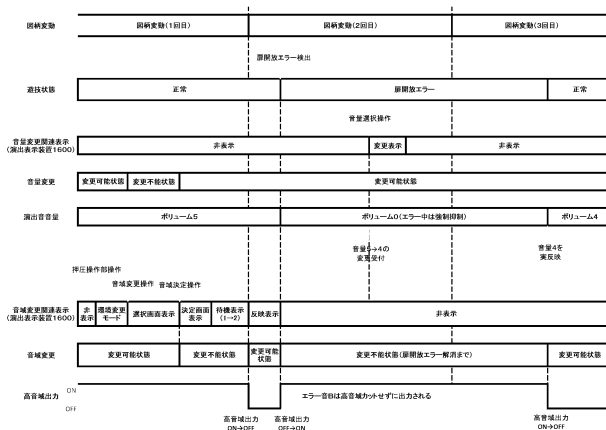 図柄変動
図柄変動(1回目)
図柄変動(2回目)
図柄変動(3回目)
扉開放エラー検出
遊技状態
正常
扉開放エラー
正常
音量選択操作
音量変更関連表示
(演出表示装置1600)
非表示
変更表示
非表示
音量変更
変更可能状態
変更不能状態
変更可能状態
演出音音量
ボリューム5
ボリューム0(エラー中は強制抑制)
ボリューム4
音量5→4の
変更受付
音量4を
実反映
押圧操作部操作
音域変更操作
音域決定操作
音域変更関連表示
(演出表示装置1600)
非
表示
環境変更
モード
選択画面表示
決定画面
表示
待機表示
(1→2)
反映表示
非表示
音域変更
変更可能状態
変更不能状態
変更可能
状態
変更不能状態(扉開放エラー解消まで)
変更可能状態
高音域出力
ON
OFF
エラー音Bは高音域カットせずに出力される
高音域出力
ON→OFF
高音域出力
OFF→ON
高音域出力
ON→OFF